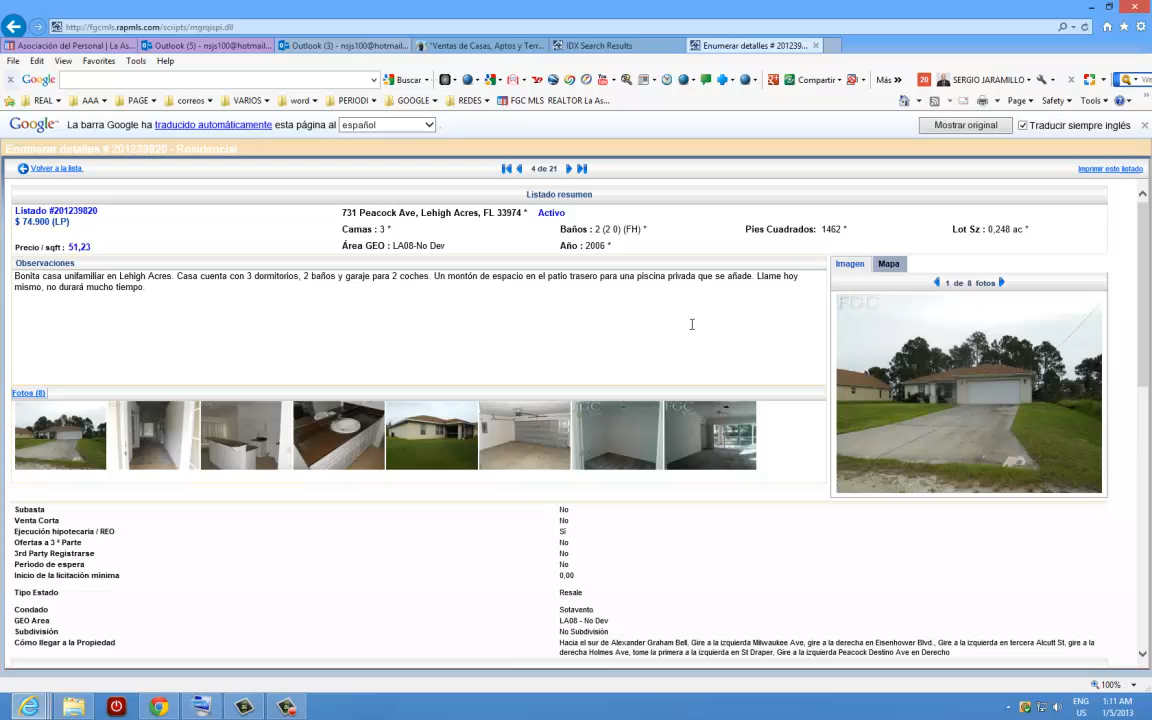 http://fgcmls.rapmls.com/scripts/mgrqispi.dll
Asociación del Personal | La As...
Outlook (5) - nsjs100@hotmail...
Outlook (3) - nsjs100@hotmail...
"Ventas de Casas, Aptos y Terr...
IDX Search Results
Enumerar detalles # 201239...
File Edit View Favorites Tools Help
Google Buscar Compartir Más » 20 SERGIO JARAMILLO
REAL AAA PAGE correos VARIOS word PERIODI GOOGLE REDES FGC MLS REALTOR La As... Page Safety Tools
Google La barra Google ha traducido automáticamente esta página al español . Mostrar original Traducir siempre inglés
Enumerar detalles # 201239820 - Residencial
Volver a la lista 4 de 21 Imprimir este listado
Listado resumen
Listado #201239820 731 Peacock Ave, Lehigh Acres, FL 33974 * Activo
$ 74.900 (LP) Camas : 3 * Baños : 2 (2 0) (FH) * Pies Cuadrados: 1462 * Lot Sz : 0,248 ac *
Precio / sqft : 51,23 Área GEO : LA08-No Dev Año : 2006 *
Observaciones
Bonita casa unifamiliar en Lehigh Acres. Casa cuenta con 3 dormitorios, 2 baños y garaje para 2 coches. Un montón de espacio en el patio trasero para una piscina privada que se añade. Llame hoy
mismo, no durará mucho tiempo.
Imagen Mapa
1 de 8 fotos
FGC
Fotos (8)
FGC FGC
Subasta No
Venta Corta No
Ejecución hipotecaria / REO Sí
Ofertas a 3 ª Parte No
3rd Party Registrarse No
Período de espera No
Inicio de la licitación mínima 0,00
Tipo Estado Resale
Condado Sotavento
GEO Area LA08 - No Dev
Subdivisión No Subdivisión
Cómo llegar a la Propiedad Hacia el sur de Alexander Graham Bell, Gire a la izquierda Milwaukee Ave, gire a la derecha en Eisenhower Blvd., Gire a la izquierda en tercera Alcutt St, gire a la
derecha Holmes Ave, tome la primera a la izquierda en St Draper, Gire a la izquierda Peacock Destino Ave en Derecho
100%
ENG 1:11 AM
US 1/5/2013